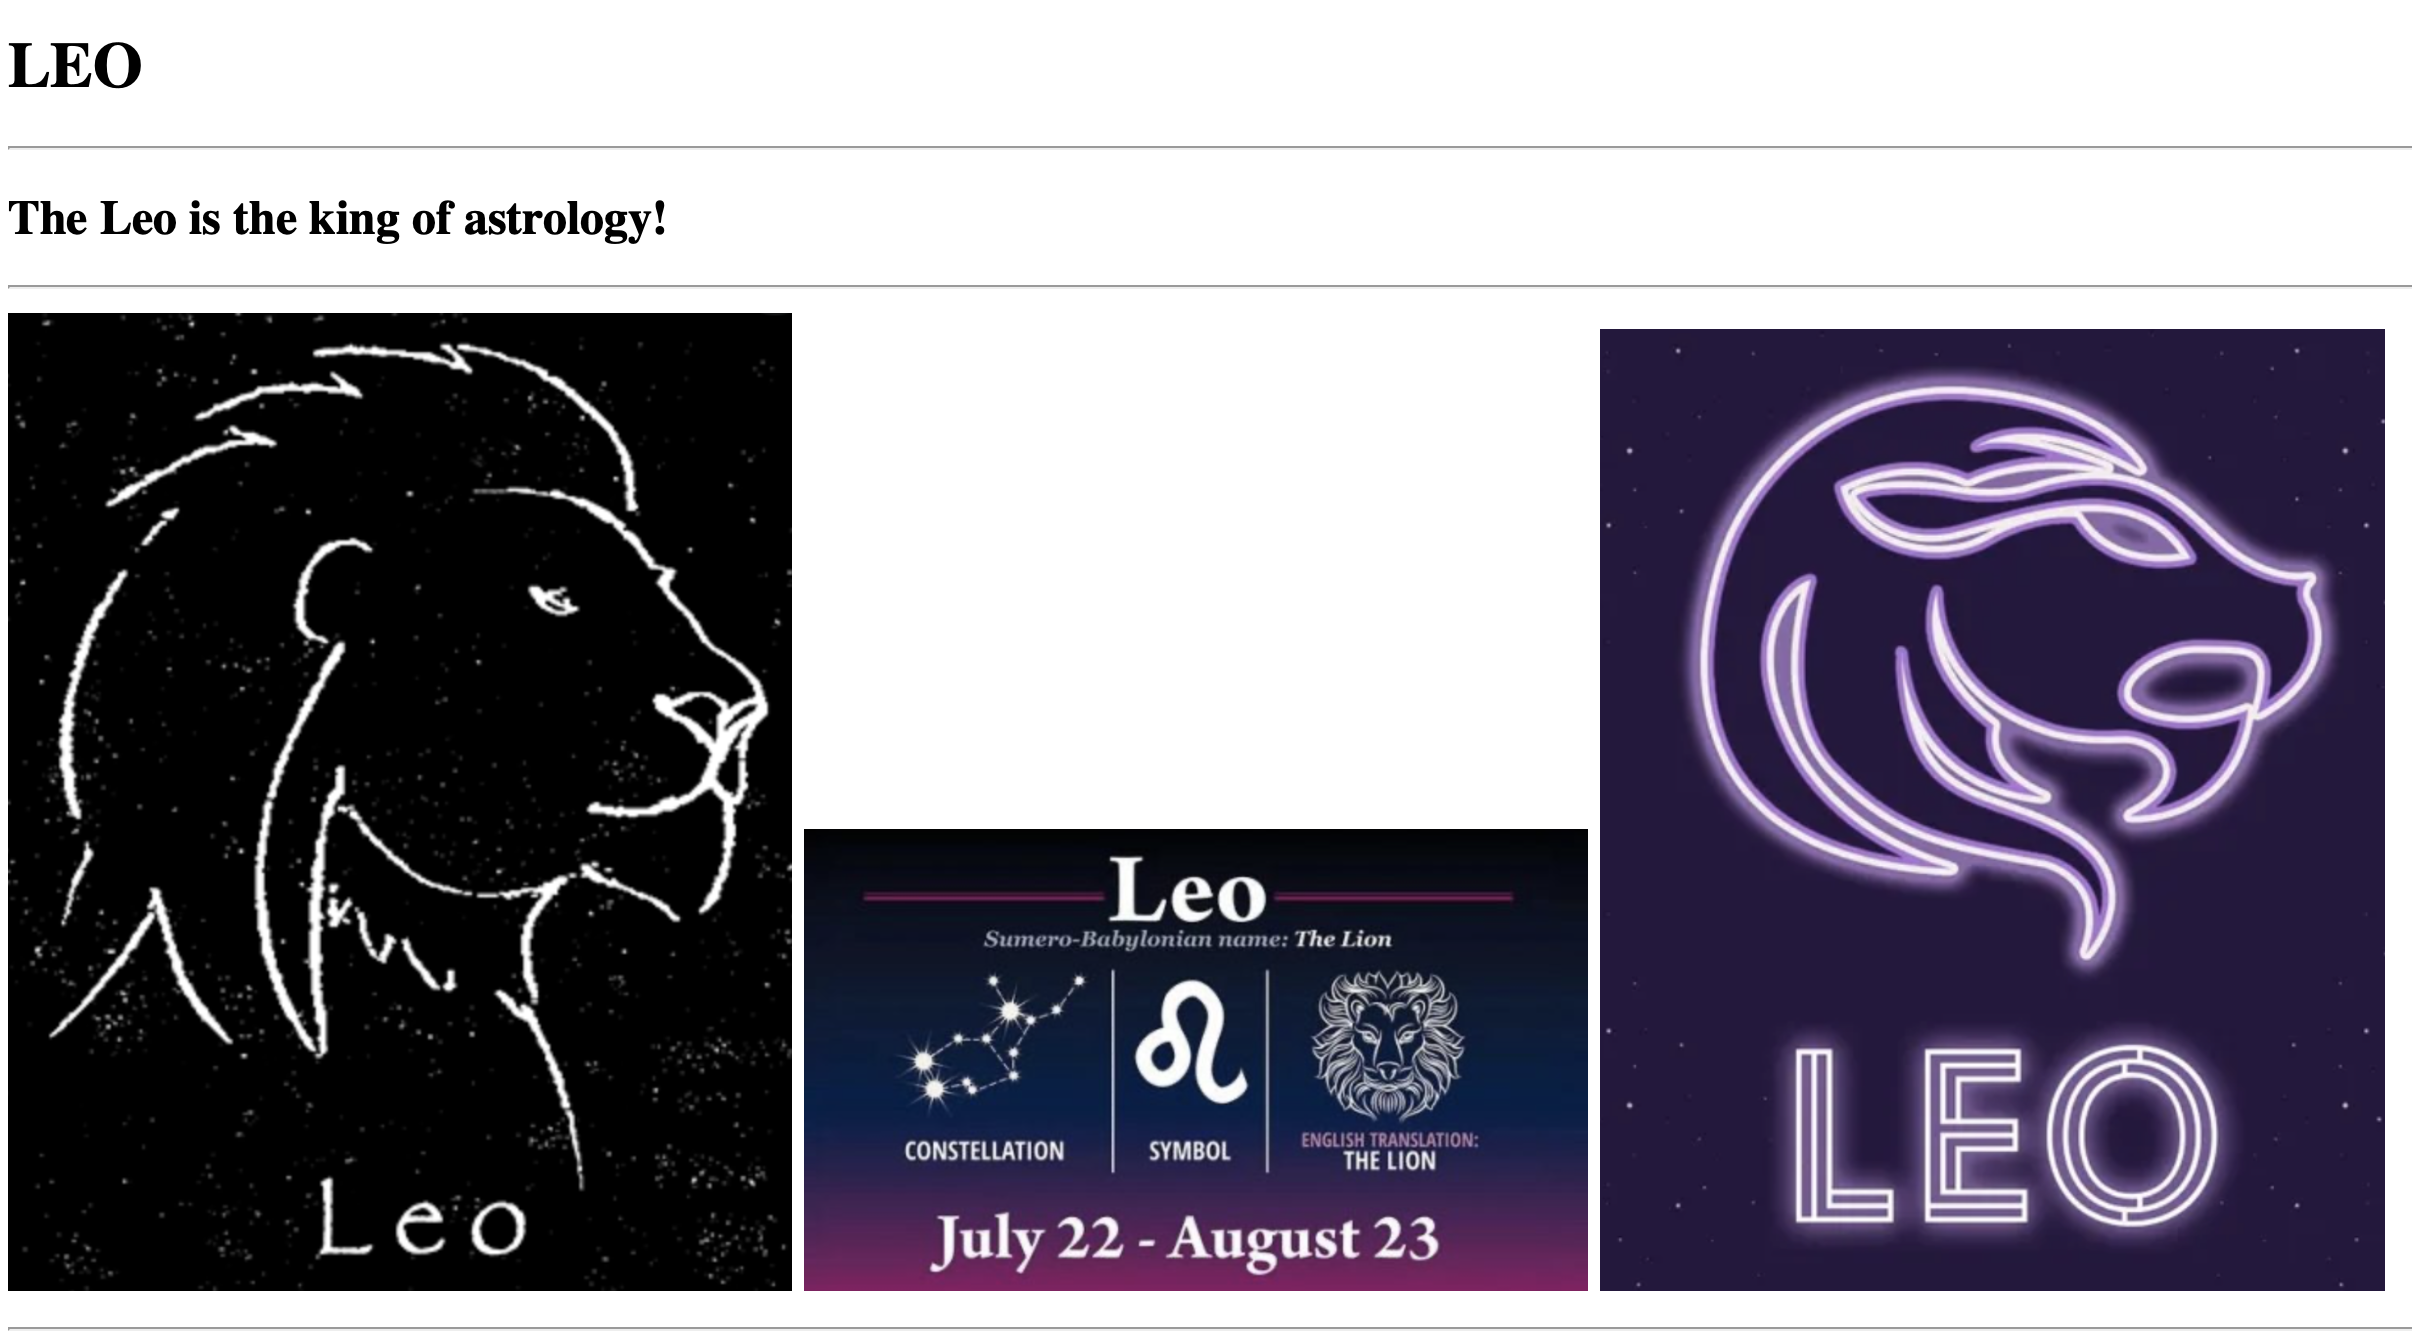 LEO
The Leo is the king of astrology!
Leo
Leo
Sumero-Babylonian name: The Lion
CONSTELLATION
SYMBOL
ENGLISH TRANSLATION:
THE LION
July 22 - August 23
LEO